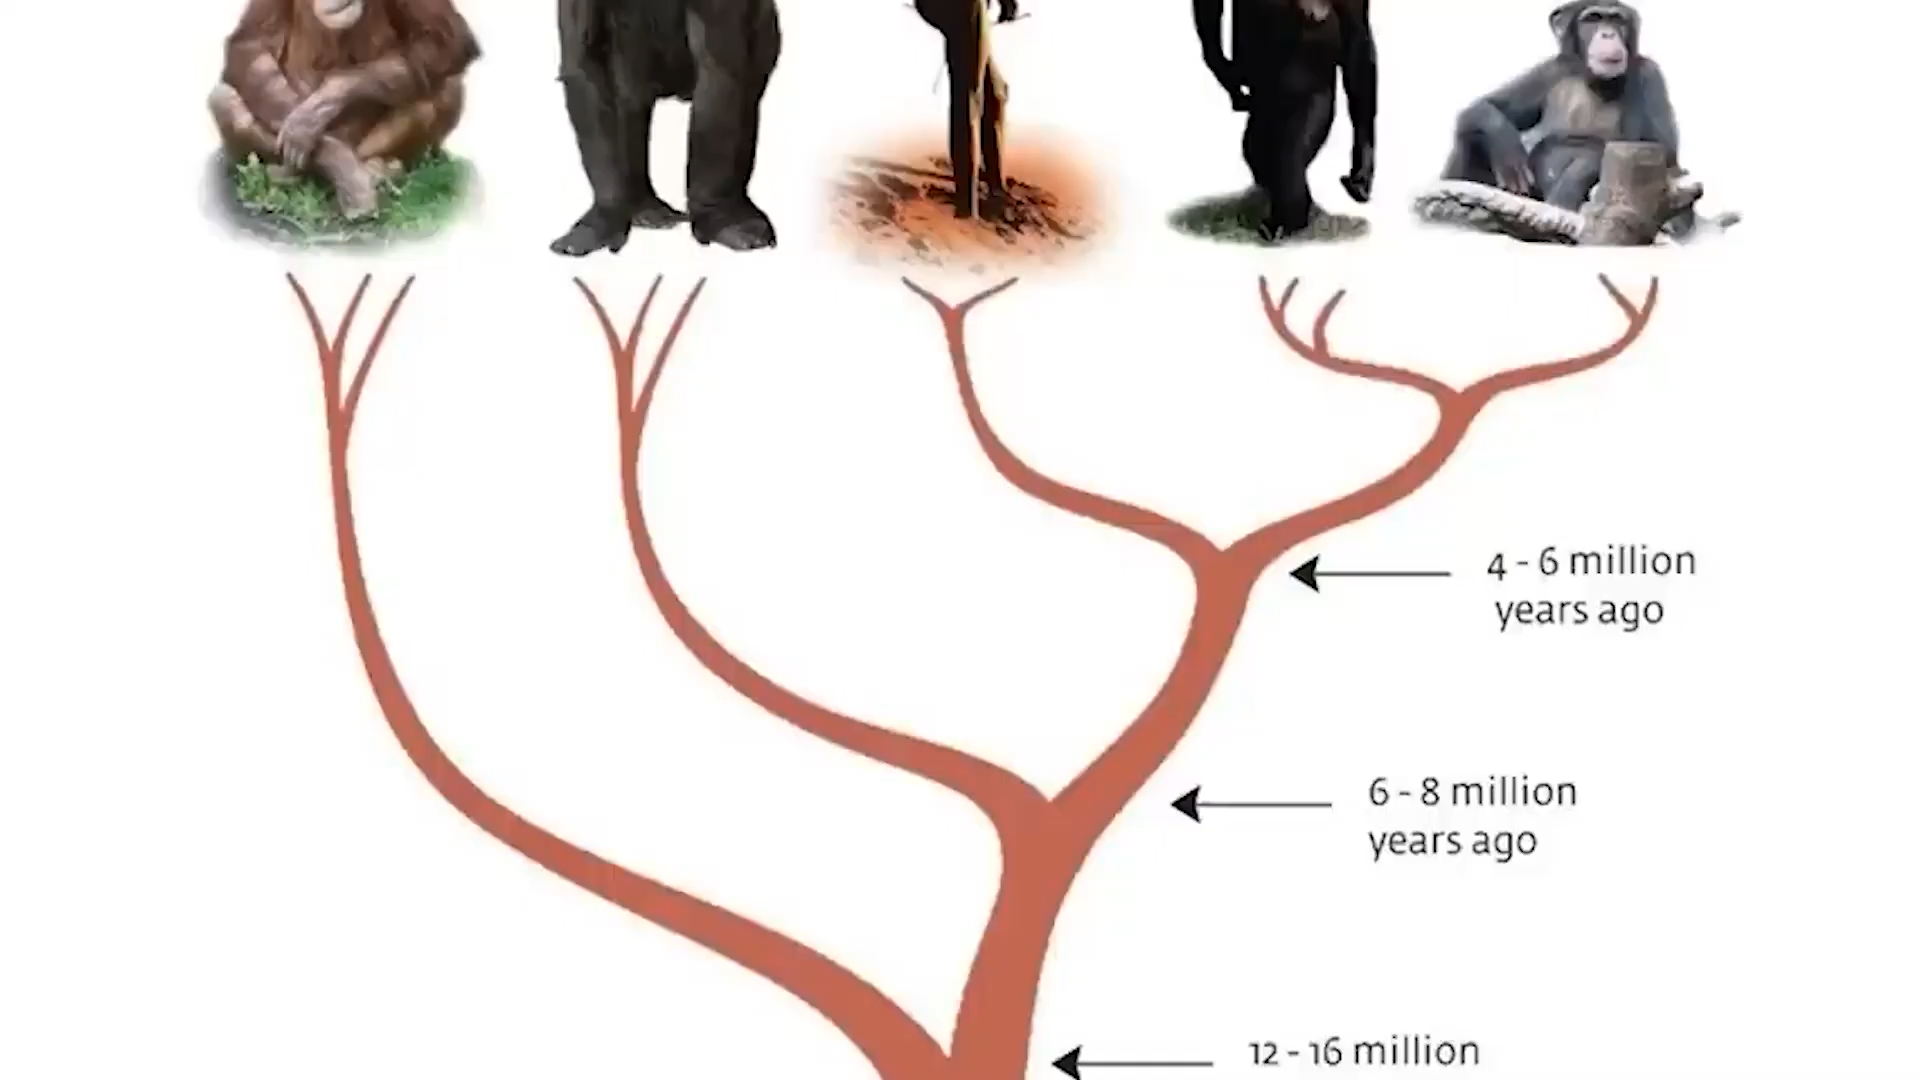 4 - 6 million
years ago
6 - 8 million
years ago
12 - 16 million